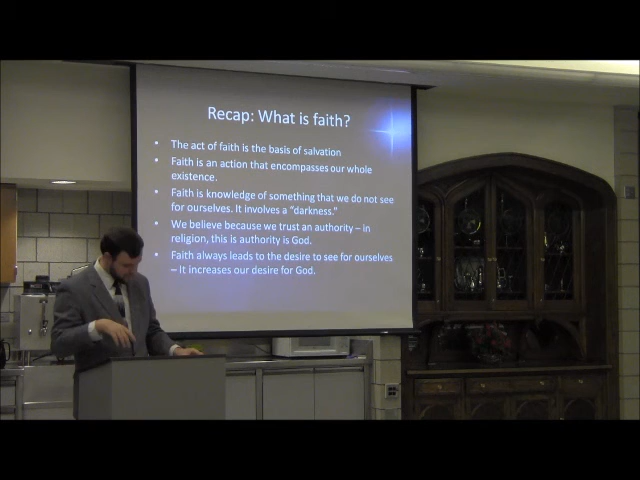 Recap: What is faith?
• The act of faith is the basis of salvation
• Faith is an action that encompasses our whole
existence.
• Faith is knowledge of something that we do not see
for ourselves. It involves a “darkness.”
• We believe because we trust an authority – in
religion, this is authority is God.
• Faith always leads to the desire to see for ourselves
– It increases our desire for God.